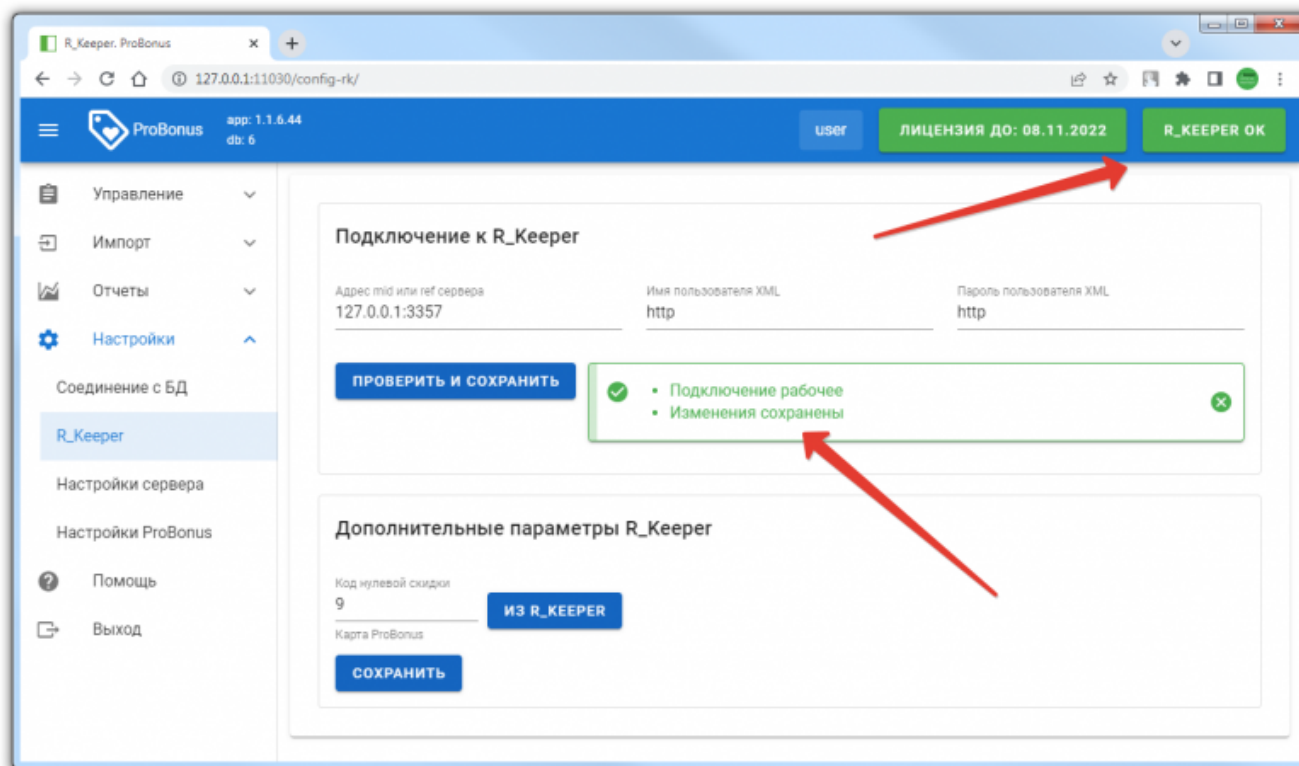 R_Keeper. ProBonus
127.0.0.1:11030/config-rk/
ProBonus
app: 1.1.6.44
db: 6
user
ЛИЦЕНЗИЯ ДО: 08.11.2022
R_KEEPER OK
Управление
Импорт
Отчеты
Настройки
Соединение с БД
R_Keeper
Настройки сервера
Настройки ProBonus
Помощь
Выход
Подключение к R_Keeper
Адрес mid или ref сервера
127.0.0.1:3357
Имя пользователя XML
http
Пароль пользователя XML
http
ПРОВЕРИТЬ И СОХРАНИТЬ
• Подключение рабочее
• Изменения сохранены
Дополнительные параметры R_Keeper
Код нулевой скидки
9
ИЗ R_KEEPER
Карта ProBonus
СОХРАНИТЬ